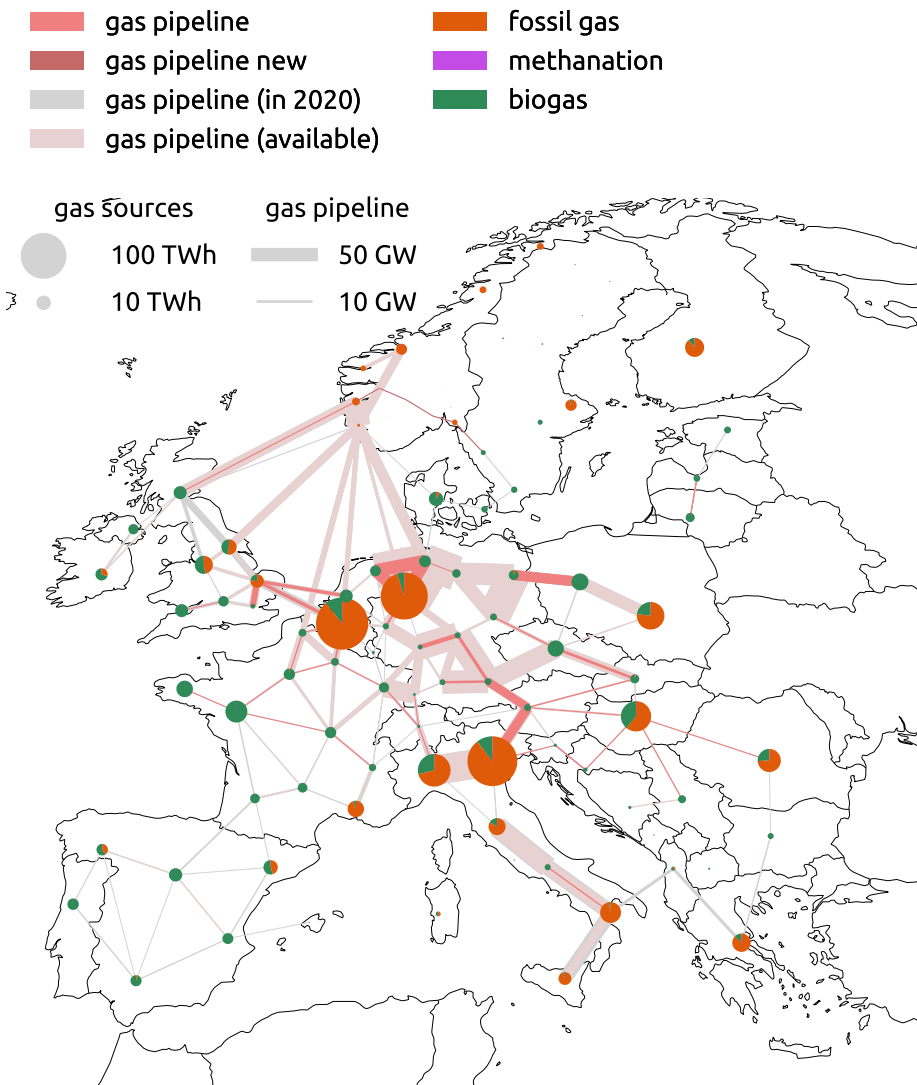 gas pipeline
gas pipeline new
gas pipeline (in 2020)
gas pipeline (available)
fossil gas
methanation
biogas
gas sources
100 TWh
10 TWh
gas pipeline
50 GW
10 GW